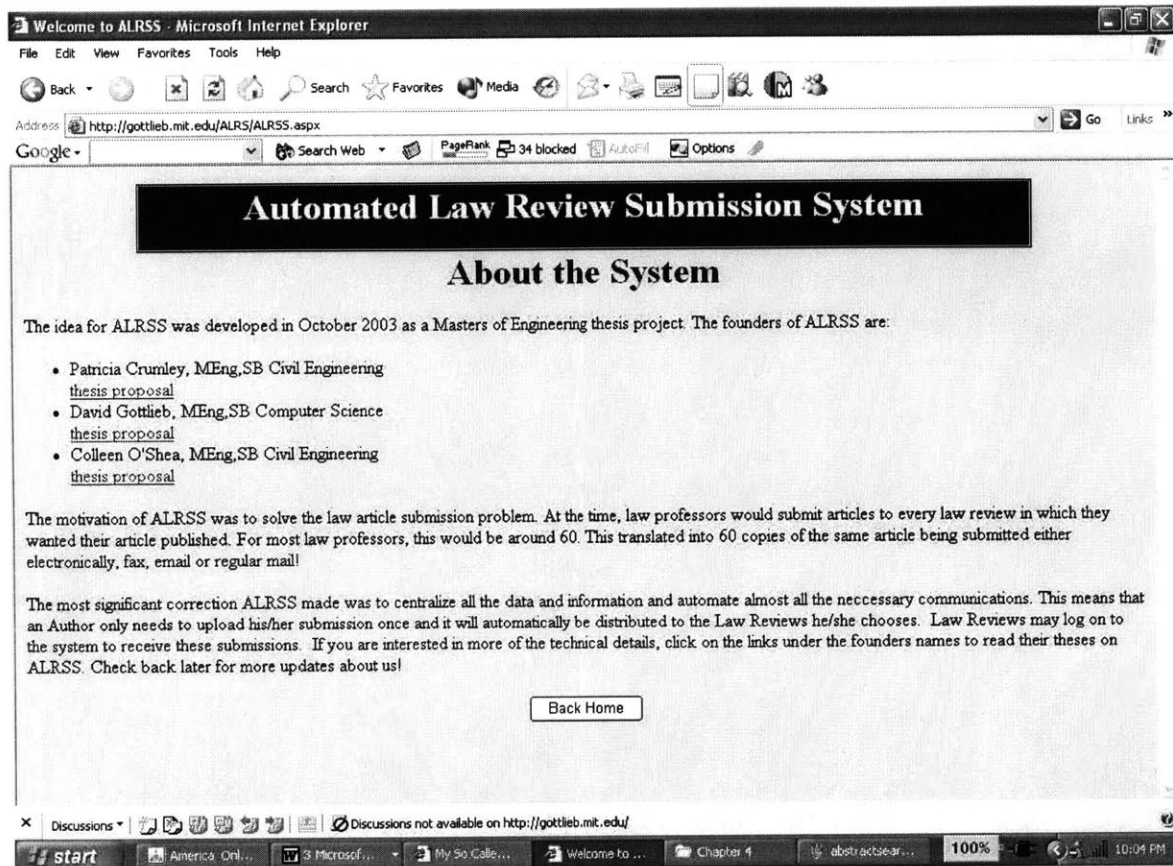 Welcome to ALRSS - Microsoft Internet Explorer
File Edit View Favorites Tools Help
Back Search Favorites Media
Address http://gottlieb.mit.edu/ALRS/ALRSS.aspx Go Links »
Google Search Web PageRank 34 blocked AutoFill Options
Automated Law Review Submission System
About the System
The idea for ALRSS was developed in October 2003 as a Masters of Engineering thesis project. The founders of ALRSS are:
• Patricia Crumley, MEng,SB Civil Engineering
thesis proposal
• David Gottlieb, MEng,SB Computer Science
thesis proposal
• Colleen O'Shea, MEng,SB Civil Engineering
thesis proposal
The motivation of ALRSS was to solve the law article submission problem. At the time, law professors would submit articles to every law review in which they
wanted their article published. For most law professors, this would be around 60. This translated into 60 copies of the same article being submitted either
electronically, fax, email or regular mail!
The most significant correction ALRSS made was to centralize all the data and information and automate almost all the neccessary communications. This means that
an Author only needs to upload his/her submission once and it will automatically be distributed to the Law Reviews he/she chooses. Law Reviews may log on to
the system to receive these submissions. If you are interested in more of the technical details, click on the links under the founders names to read their theses on
ALRSS. Check back later for more updates about us!
Back Home
Discussions Discussions not available on http://gottlieb.mit.edu/
start America Onl... 3 Microsof... My So Calle... Welcome to ... Chapter 4 abstractsear... 100% 10:04 PM